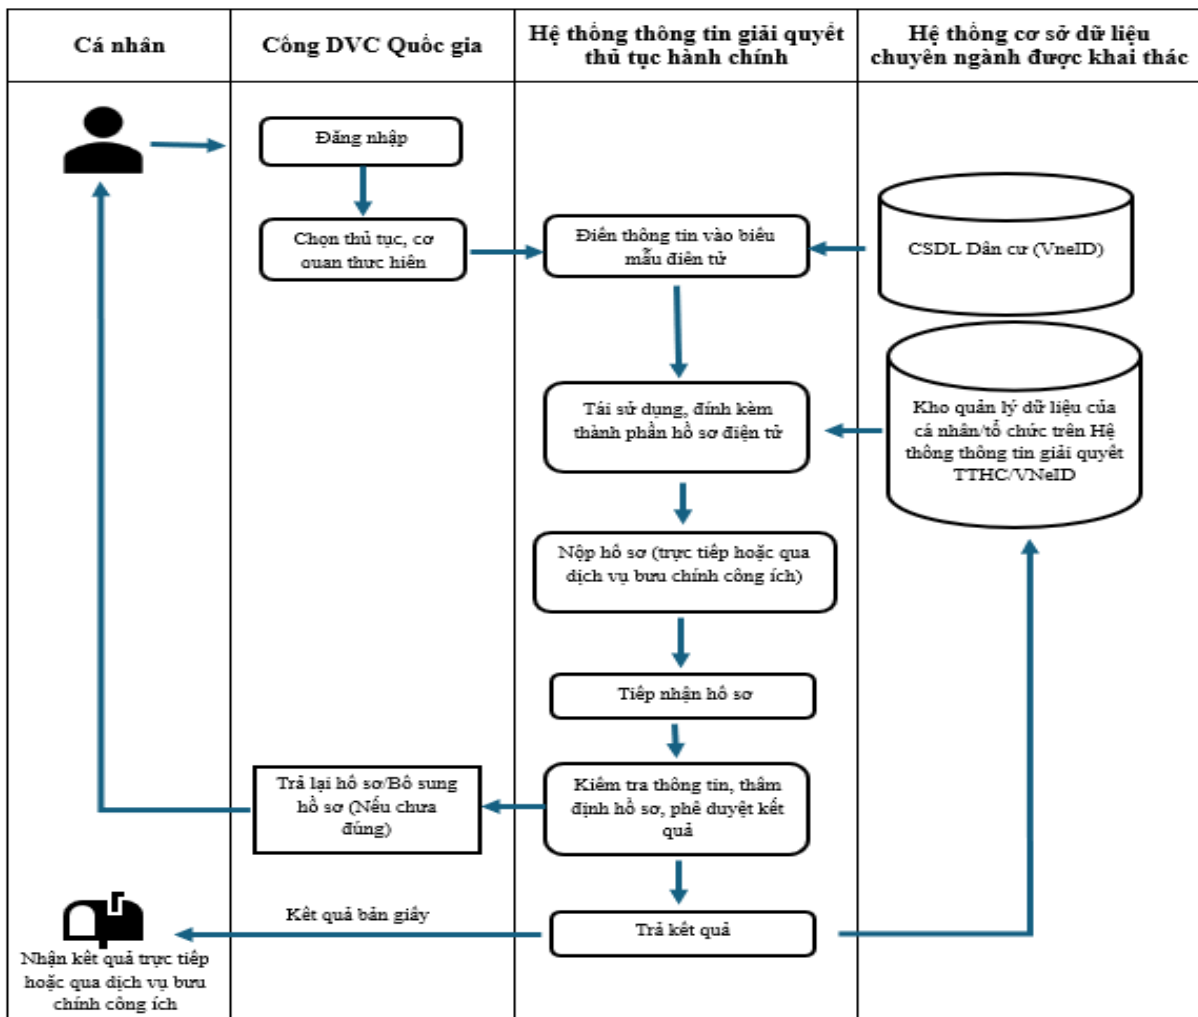 Cá nhân
Cổng DVC Quốc gia
Hệ thống thông tin giải quyết
thủ tục hành chính
Hệ thống cơ sở dữ liệu
chuyên ngành được khai thác
Đăng nhập
Chọn thủ tục, cơ
quan thực hiện
Điền thông tin vào biểu
mẫu điện tử
CSDL Dân cư (VneID)
Tái sử dụng, đính kèm
thành phần hồ sơ điện tử
Kho quản lý dữ liệu của
cá nhân/tổ chức trên Hệ
thống thông tin giải quyết
TTHC/VNeID
Nộp hồ sơ (trực tiếp hoặc qua
dịch vụ bưu chính công ích)
Tiếp nhận hồ sơ
Trả lại hồ sơ/Bổ sung
hồ sơ (Nếu chưa
đúng)
Kiểm tra thông tin, thẩm
định hồ sơ, phê duyệt kết
quả
Kết quả bản giấy
Trả kết quả
Nhận kết quả trực tiếp
hoặc qua dịch vụ bưu
chính công ích